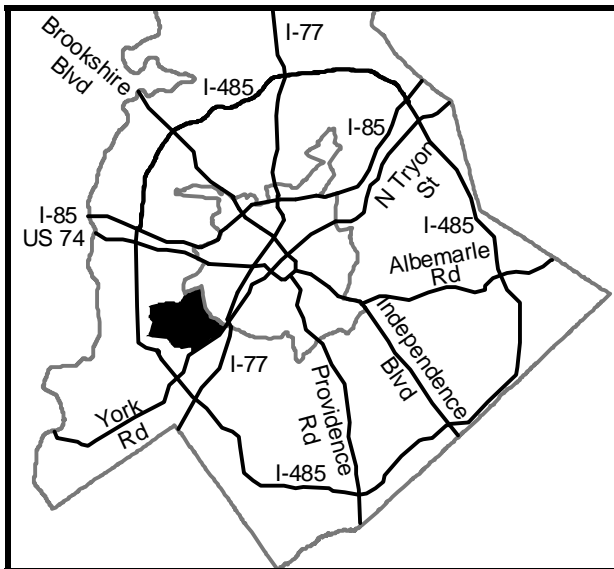 I-77
Brookshire
Blvd
I-485
I-85
N Tryon
St
I-85
US 74
I-485
Albemarle
Rd
Independence
Blvd
I-77
Providence
Rd
York
Rd
I-485